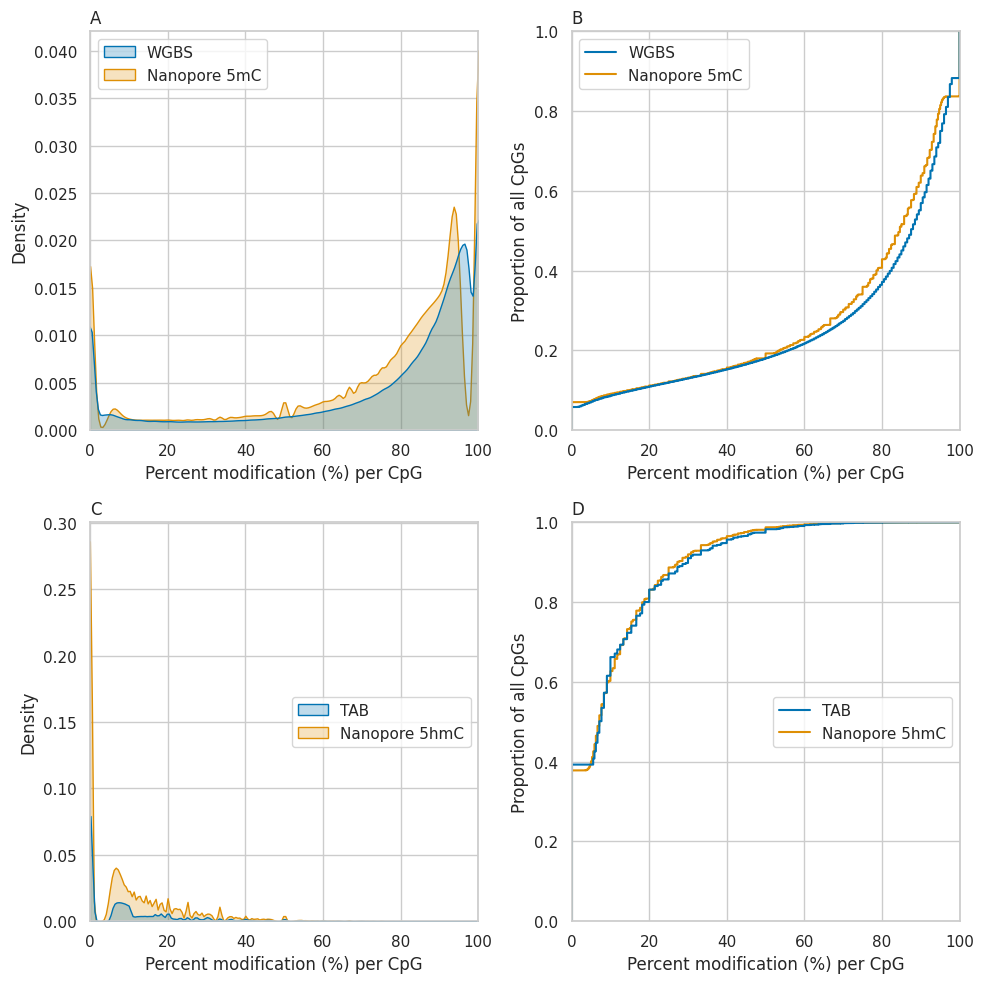 A
0.040
0.035
0.030
0.025
0.020
0.015
0.010
0.005
0.000
Density
WGBS
Nanopore 5mC
0
20
40
60
80
100
Percent modification (%) per CpG
B
1.0
0.8
0.6
0.4
0.2
0.0
Proportion of all CpGs
WGBS
Nanopore 5mC
0
20
40
60
80
100
Percent modification (%) per CpG
C
0.30
0.25
0.20
0.15
0.10
0.05
0.00
Density
TAB
Nanopore 5hmC
0
20
40
60
80
100
Percent modification (%) per CpG
D
1.0
0.8
0.6
0.4
0.2
0.0
Proportion of all CpGs
TAB
Nanopore 5hmC
0
20
40
60
80
100
Percent modification (%) per CpG